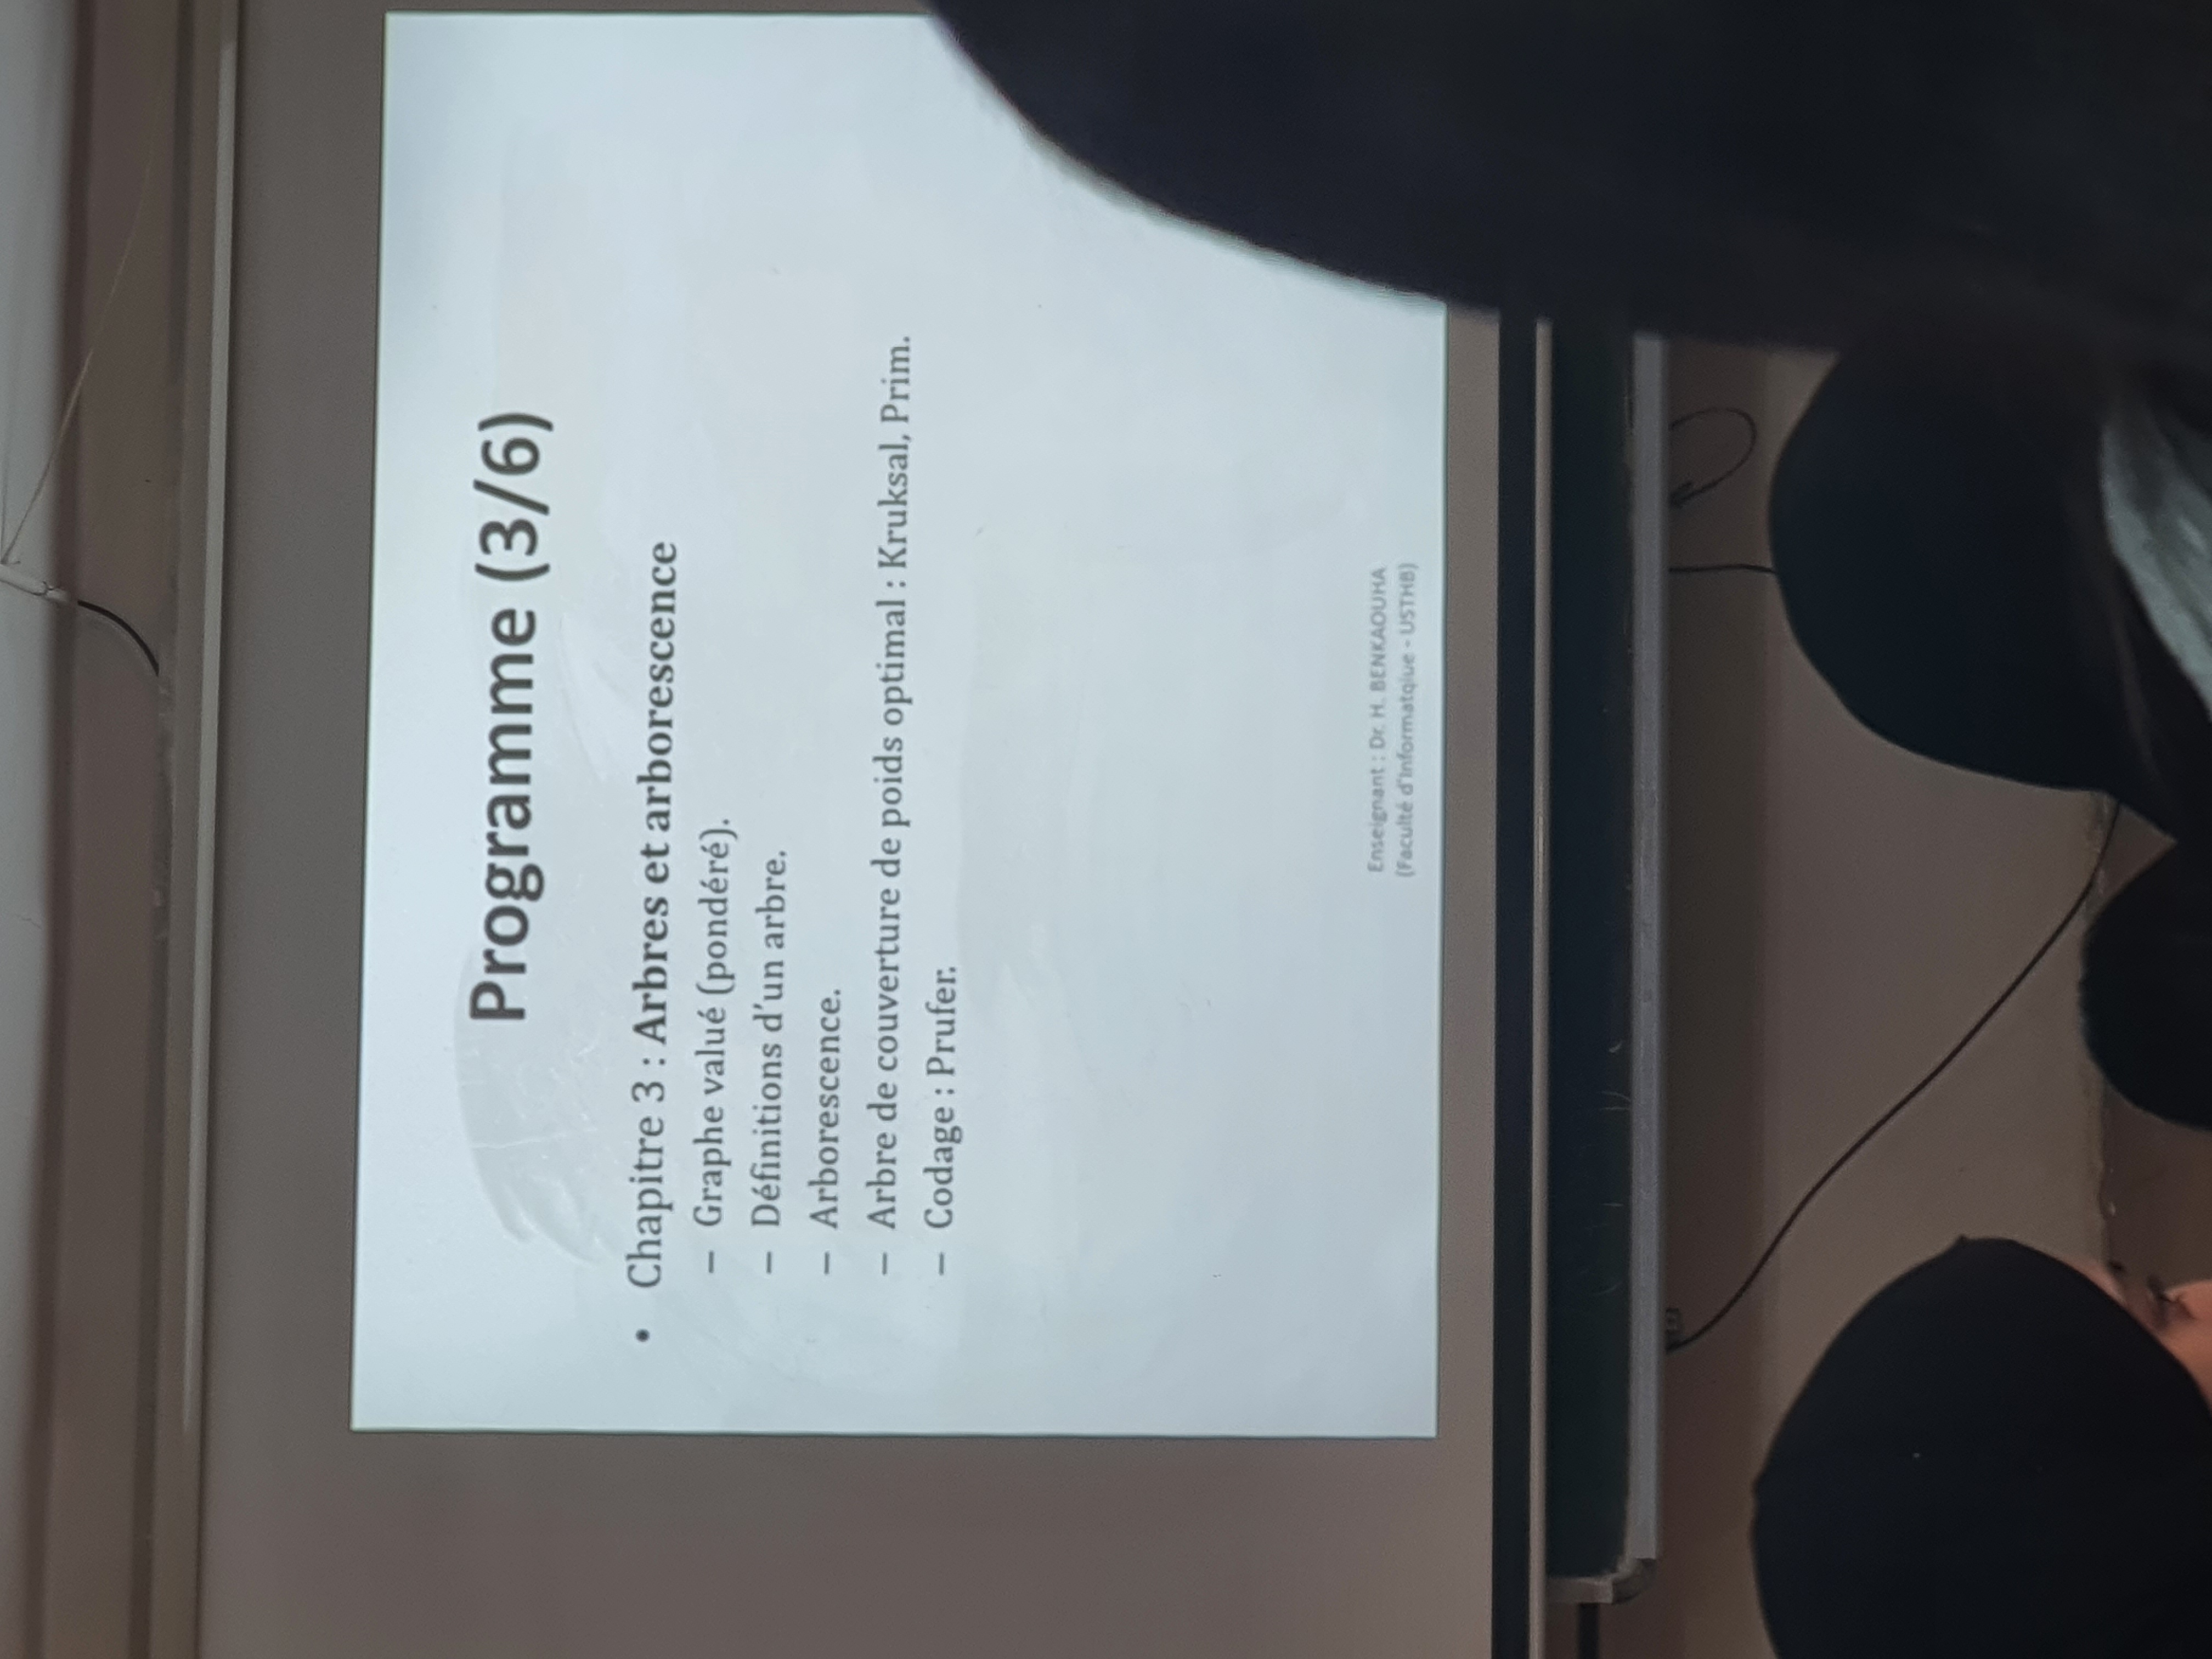 Programme (3/6)
• Chapitre 3 : Arbres et arborescence
– Graphe valué (pondéré).
– Définitions d'un arbre.
– Arborescence.
– Arbre de couverture de poids optimal : Kruksal, Prim.
– Codage : Prufer.
Enseignant : Dr. H. BENKAOUHA
(Faculté d'Informatqiue - USTHB)